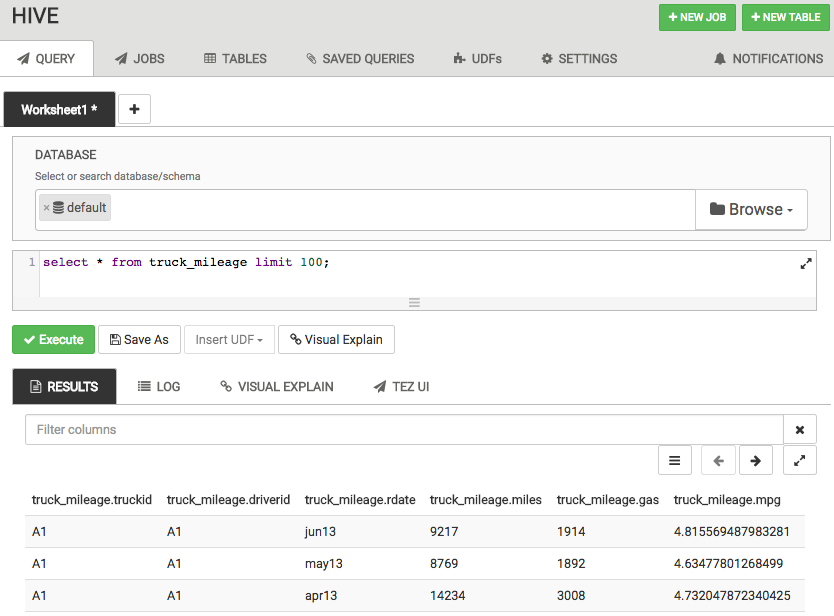 HIVE
NEW JOB NEW TABLE
QUERY JOBS TABLES SAVED QUERIES UDFs SETTINGS NOTIFICATIONS
Worksheet1 * +
DATABASE
Select or search database/schema
× default Browse
1 select * from truck_mileage limit 100;
Execute Save As Insert UDF Visual Explain
RESULTS LOG VISUAL EXPLAIN TEZ UI
Filter columns
truck_mileage.truckid truck_mileage.driverid truck_mileage.rdate truck_mileage.miles truck_mileage.gas truck_mileage.mpg
A1 A1 jun13 9217 1914 4.815569487983281
A1 A1 may13 8769 1892 4.63477801268499
A1 A1 apr13 14234 3008 4.732047872340425